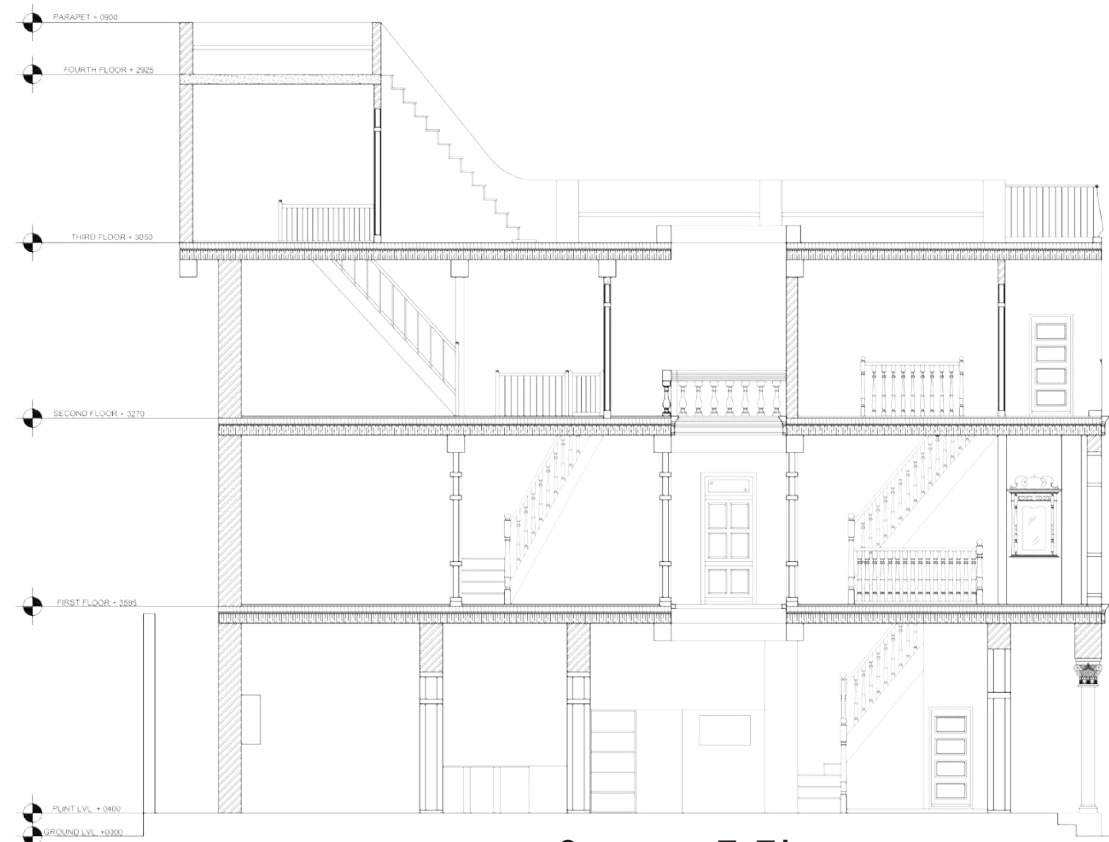 PARAPET + 0900
FOURTH FLOOR + 2925
THIRD FLOOR + 3050
SECOND FLOOR + 3270
FIRST FLOOR + 3595
PLINT LVL. + 0400
GROUND LVL. +0000